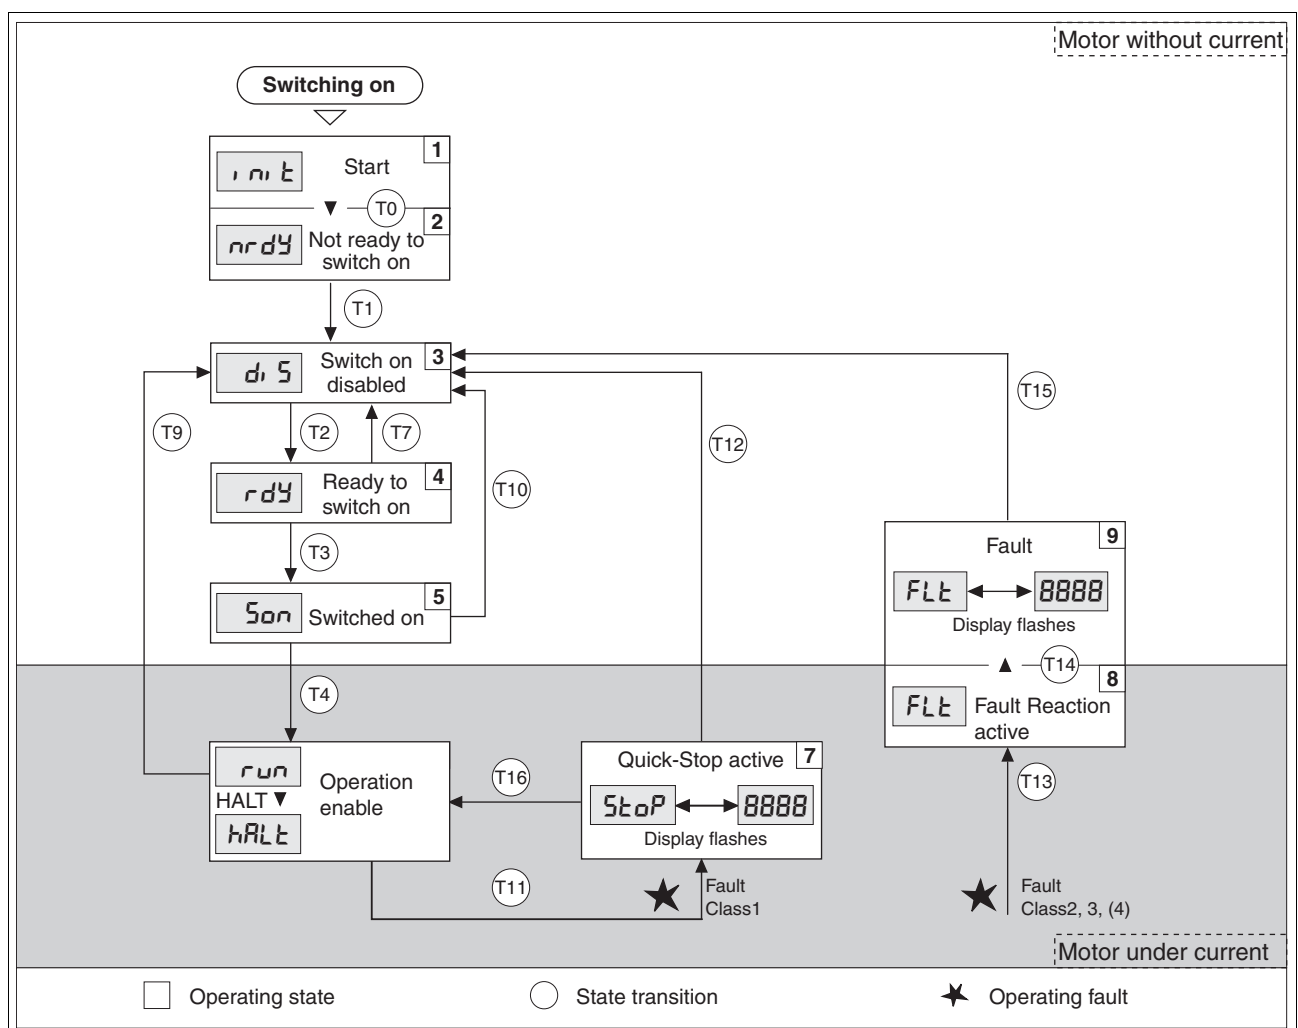 Motor without current
Switching on
1
init
Start
T0
2
nrdy
Not ready to
switch on
T1
3
diS
Switch on
disabled
T15
T9
T2
T7
T12
4
rdy
Ready to
switch on
T10
T3
9
Fault
FLt
8888
Display flashes
5
Son
Switched on
T14
8
FLt
Fault Reaction
active
T4
7
Quick-Stop active
run
HALT
hALt
Operation
enable
T16
StoP
8888
Display flashes
T13
T11
Fault
Class1
Fault
Class2, 3, (4)
Motor under current
Operating state
State transition
Operating fault